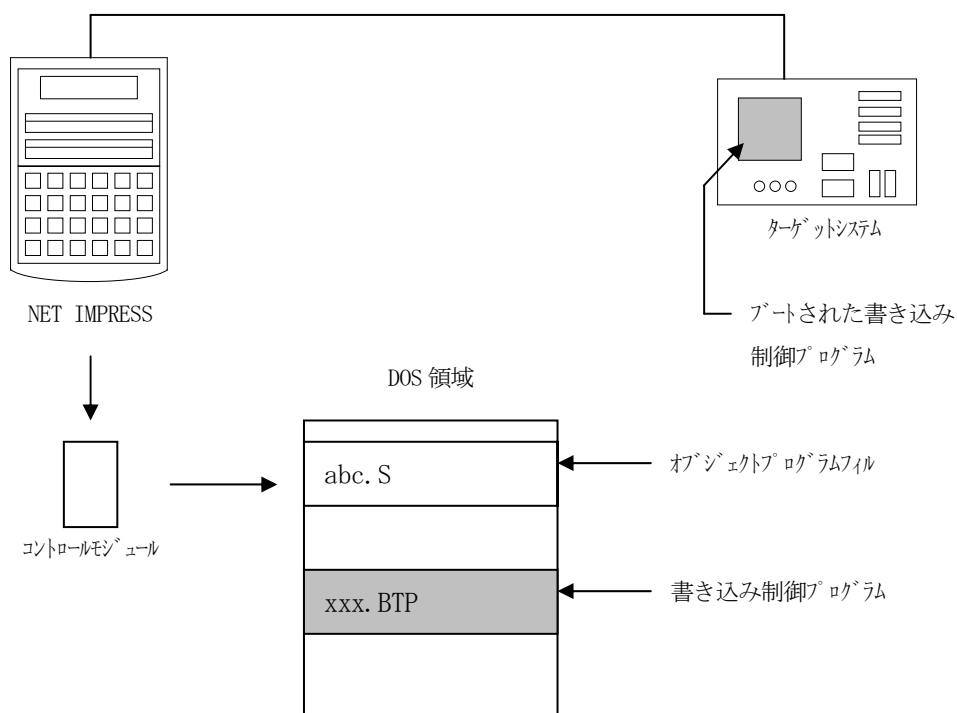 ターゲットシステム
NET IMPRESS
ブートされた書き込み
制御プログラム
DOS 領域
abc.S
オブジェクトプログラムファイル
コントロールモジュール
xxx.BTP
書き込み制御プログラム